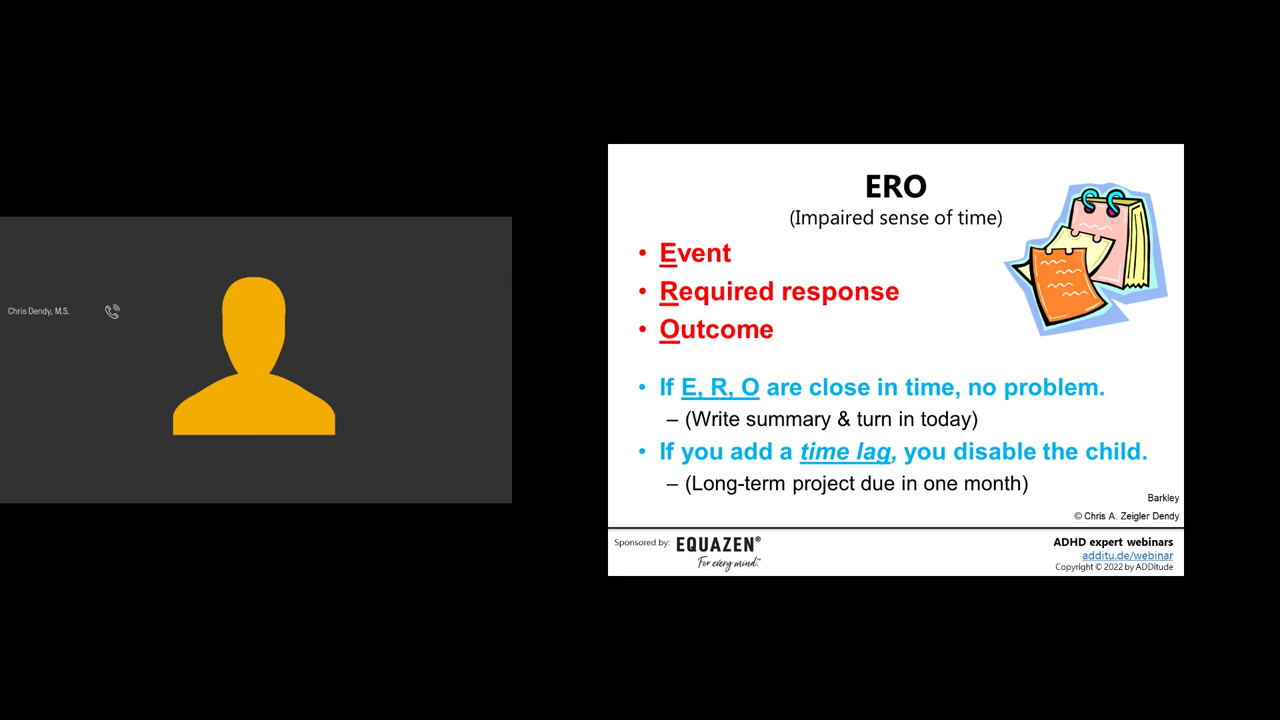 Chris Dendy, M.S.
ERO
(Impaired sense of time)
• Event
• Required response
• Outcome
• If E, R, O are close in time, no problem.
– (Write summary & turn in today)
• If you add a time lag, you disable the child.
– (Long-term project due in one month)
Barkley
© Chris A. Zeigler Dendy
Sponsored by: EQUAZEN®
For every mind.™
ADHD expert webinars
additu.de/webinar
Copyright © 2022 by ADDitude